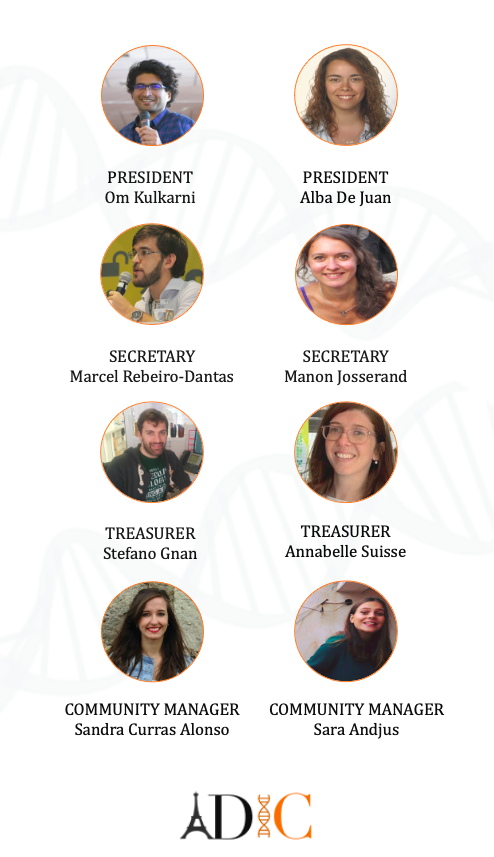 PRESIDENT
Om Kulkarni
PRESIDENT
Alba De Juan
SECRETARY
Marcel Rebeiro-Dantas
SECRETARY
Manon Josserand
TREASURER
Stefano Gnan
TREASURER
Annabelle Suisse
COMMUNITY MANAGER
Sandra Curras Alonso
COMMUNITY MANAGER
Sara Andjus
ADIC